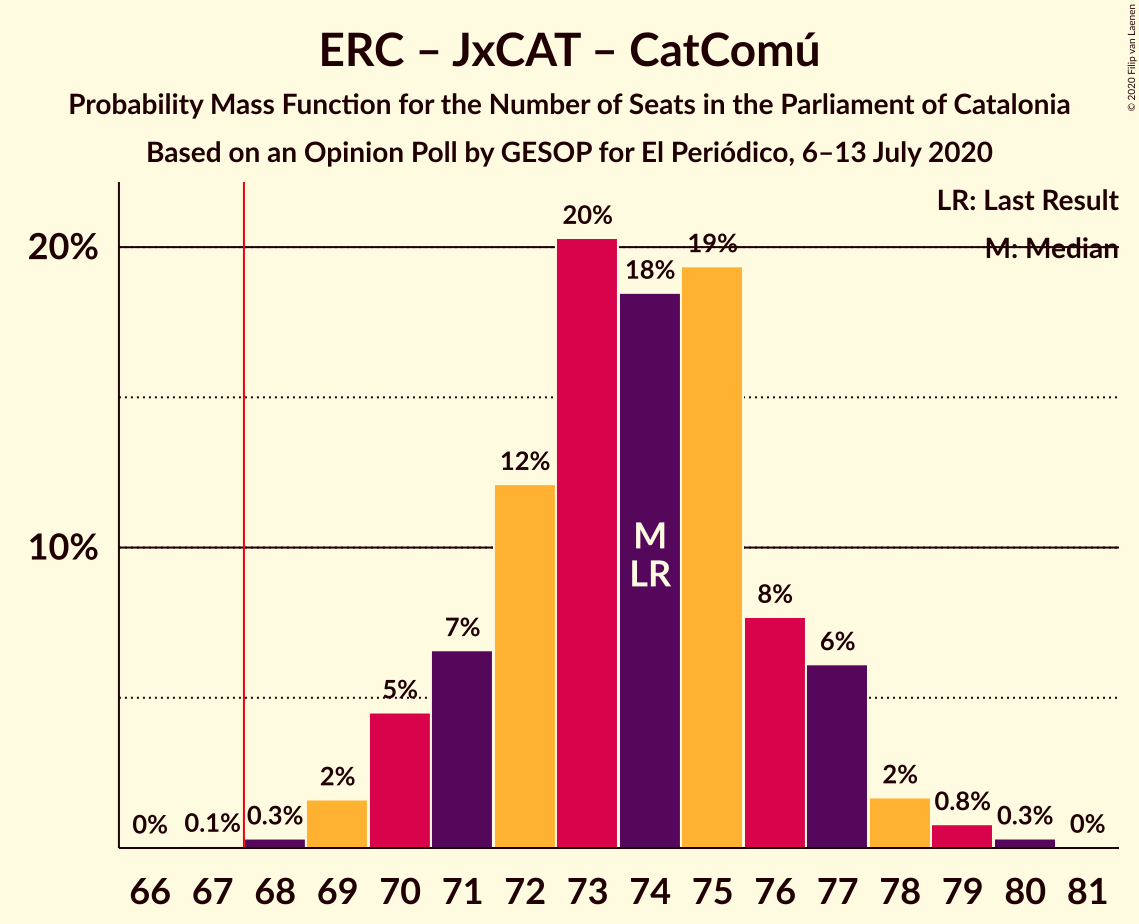 ERC – JxCAT – CatComú
Probability Mass Function for the Number of Seats in the Parliament of Catalonia
Based on an Opinion Poll by GESOP for El Periódico, 6–13 July 2020
© 2020 Filip van Laenen
LR: Last Result
M: Median
20%
10%
0%
0.1%
0.3%
2%
5%
7%
12%
20%
18%
19%
8%
6%
2%
0.8%
0.3%
0%
M
LR
66 67 68 69 70 71 72 73 74 75 76 77 78 79 80 81